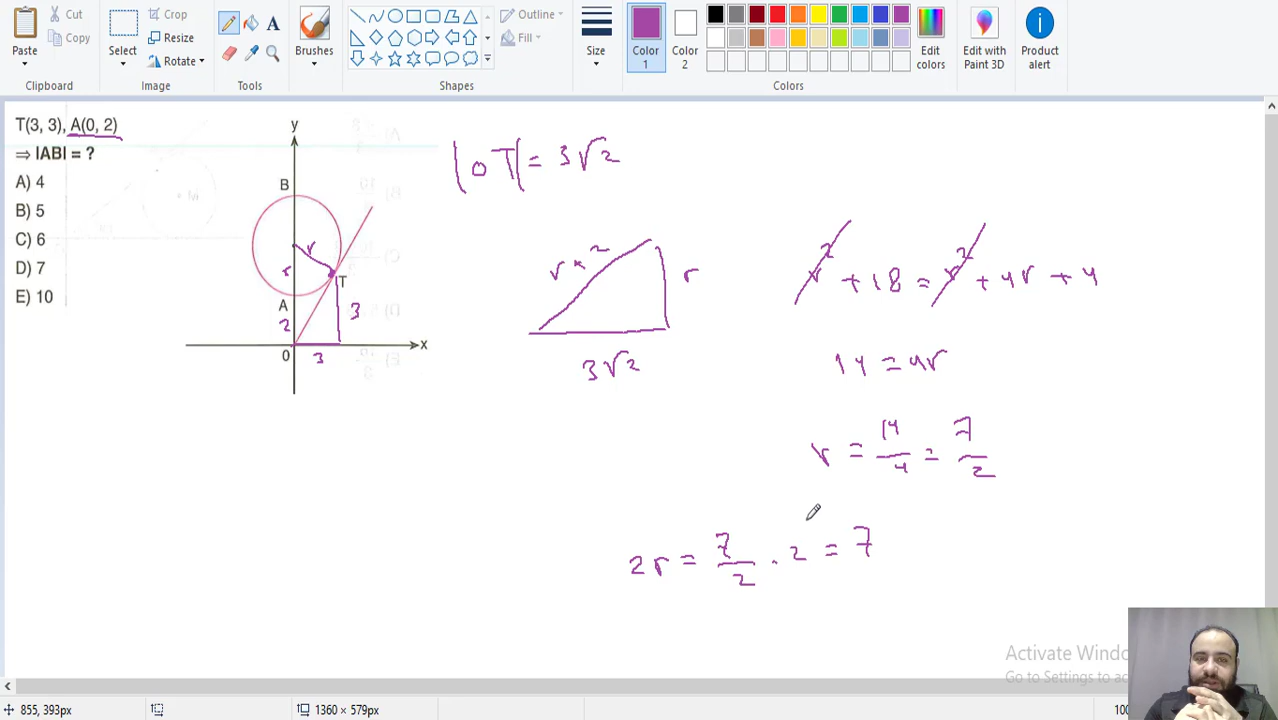 Paste
Cut
Copy
Clipboard
Select
Crop
Resize
Rotate
Image
Tools
Brushes
Shapes
Outline
Fill
Size
Color 1
Color 2
Edit colors
Edit with Paint 3D
Product alert
Colors
T(3, 3), A(0, 2)
⇒ |AB| = ?
A) 4
B) 5
C) 6
D) 7
E) 10
y
B
r
r
T
A
2
3
0
3
x
|OT| = 3√2
r+2
r
3√2
r² + 18 = r² + 4r + 4
14 = 4r
r = 14/4 = 7/2
2r = 7/2 . 2 = 7
Activate Windo
Go to Settings to ac
855, 393px
1360 × 579px
100